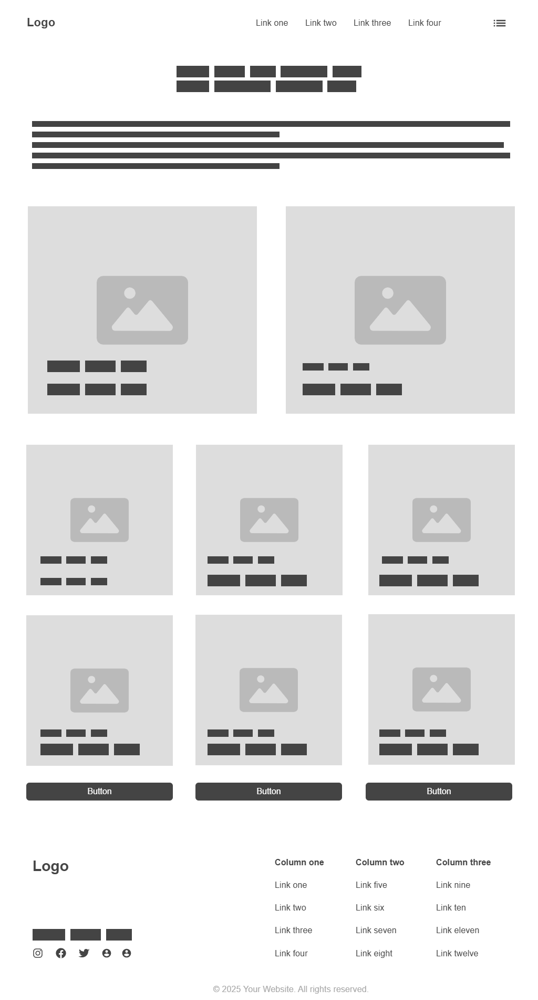 Logo
Link one Link two Link three Link four
Button Button Button
Logo
Column one Column two Column three
Link one Link five Link nine
Link two Link six Link ten
Link three Link seven Link eleven
Link four Link eight Link twelve
© 2025 Your Website. All rights reserved.